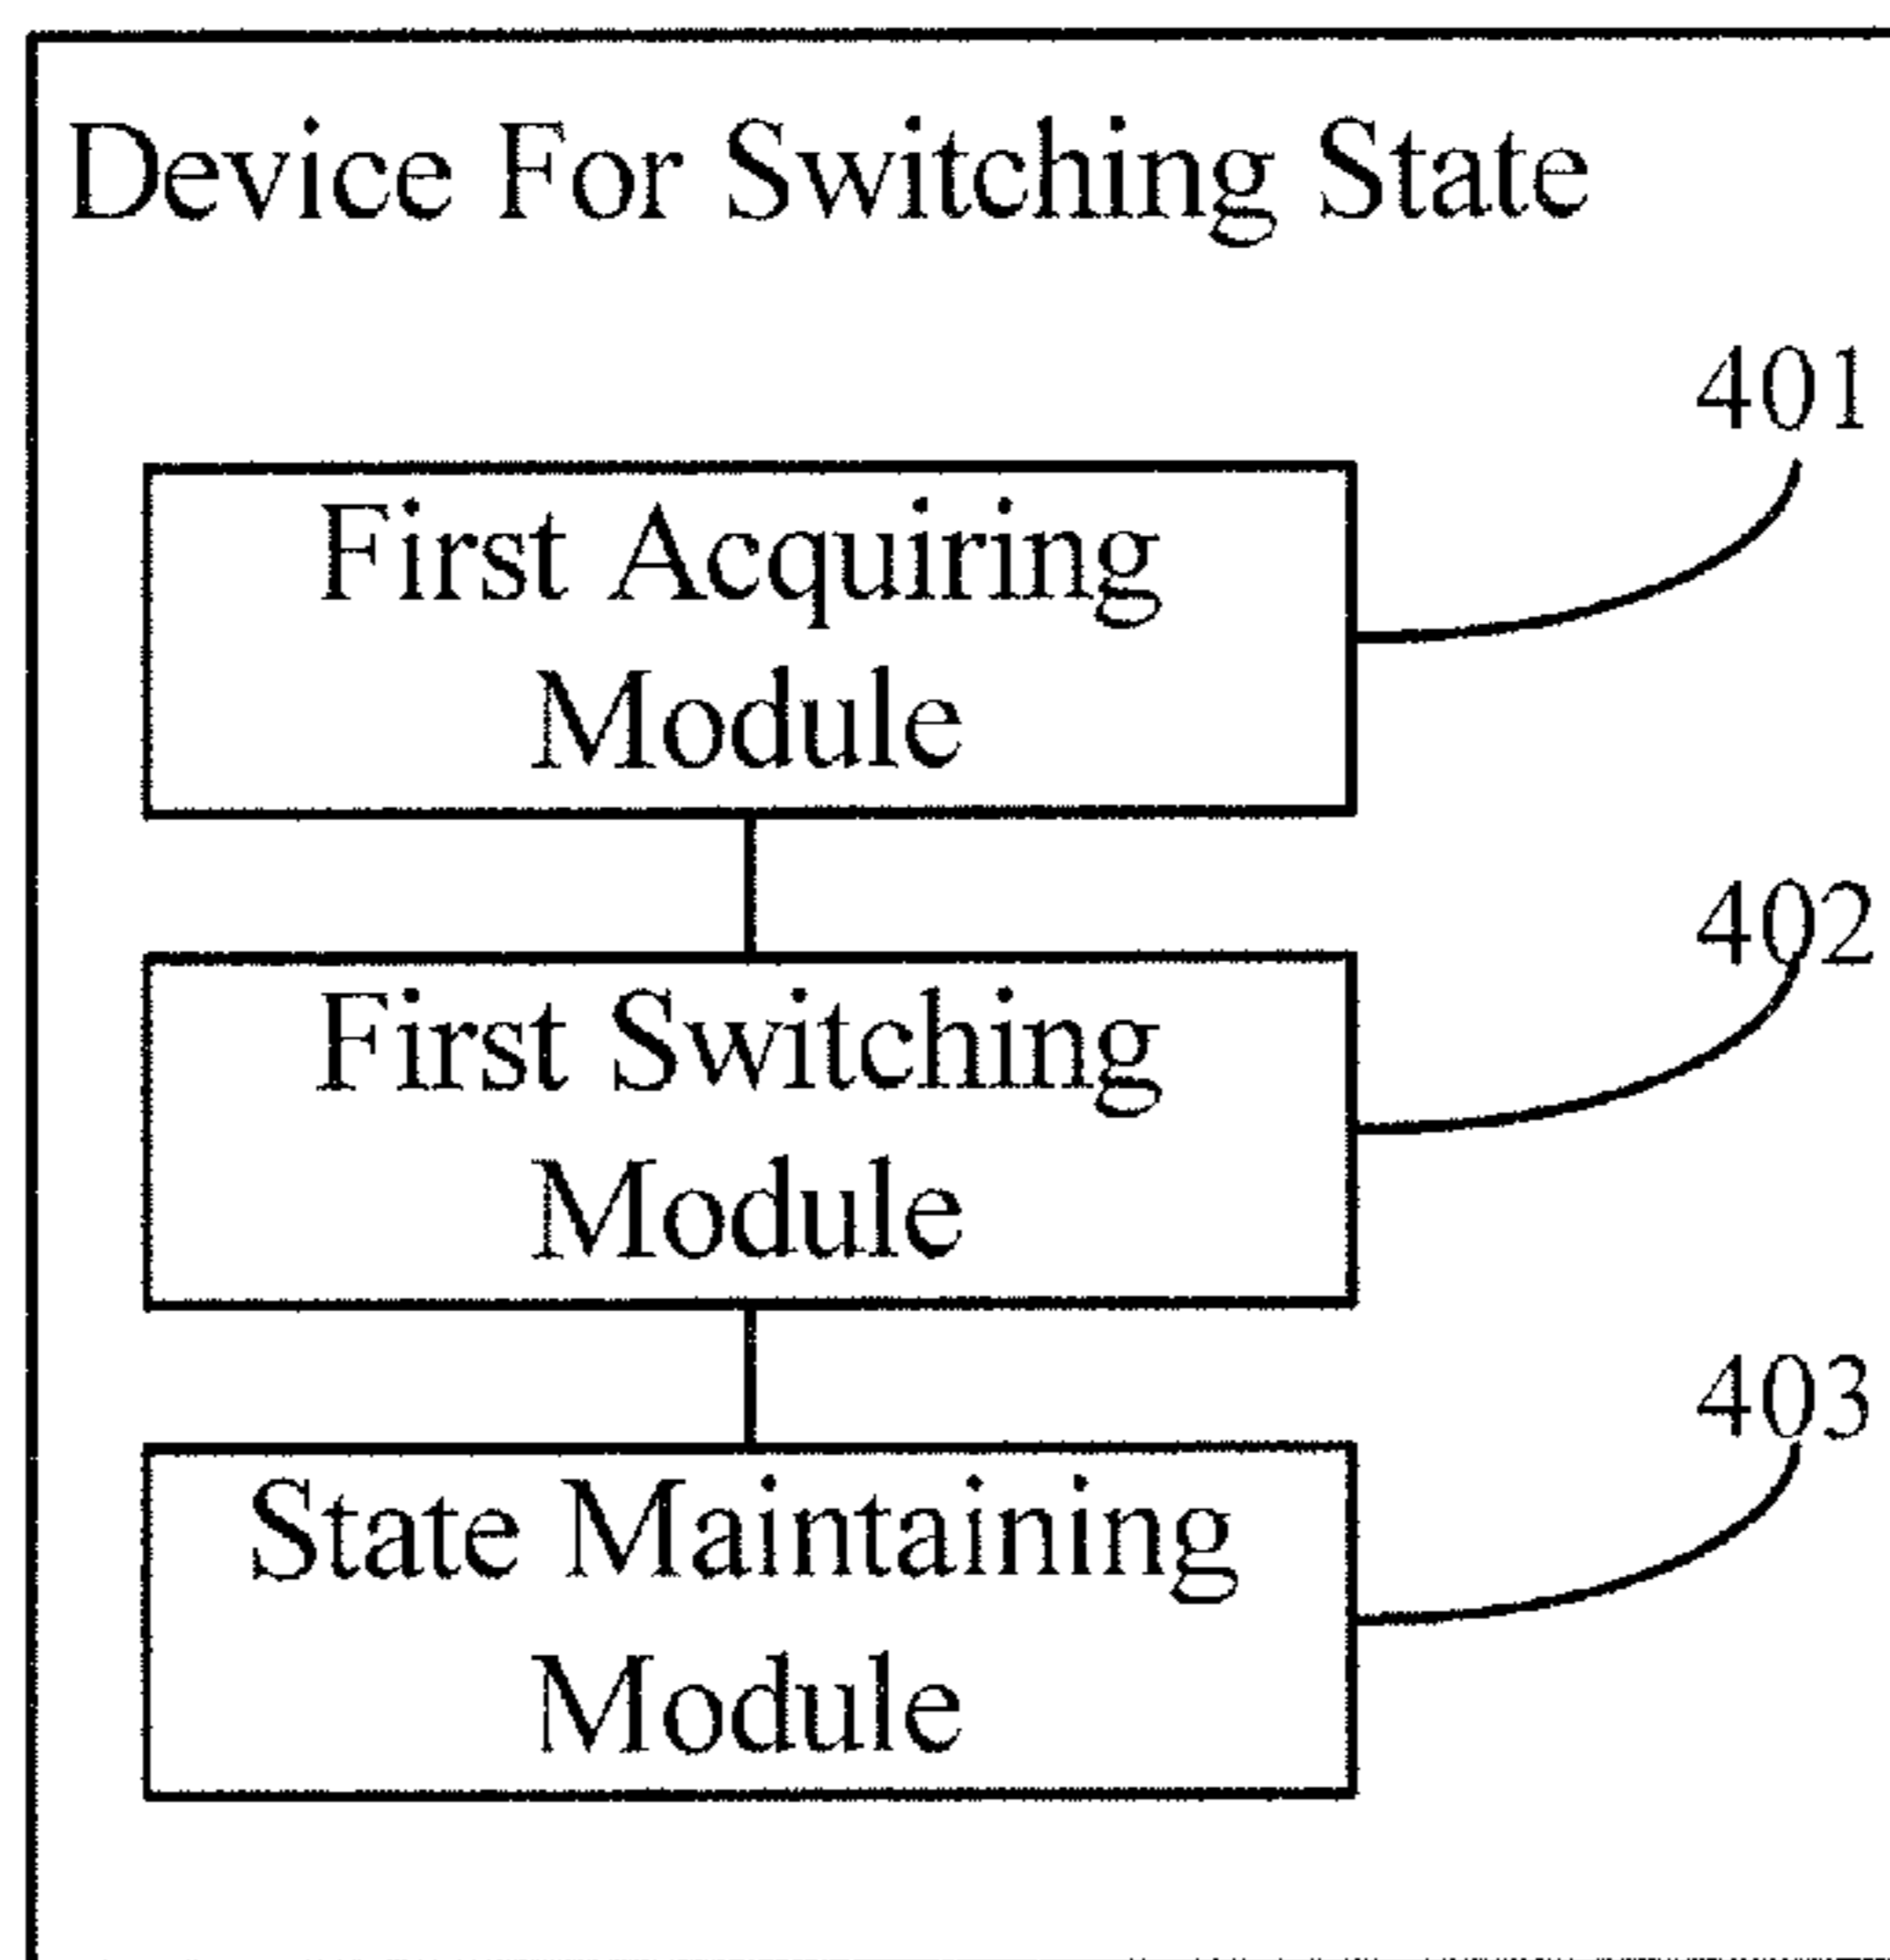 Device For Switching State
401
First Acquiring
Module
402
First Switching
Module
403
State Maintaining
Module